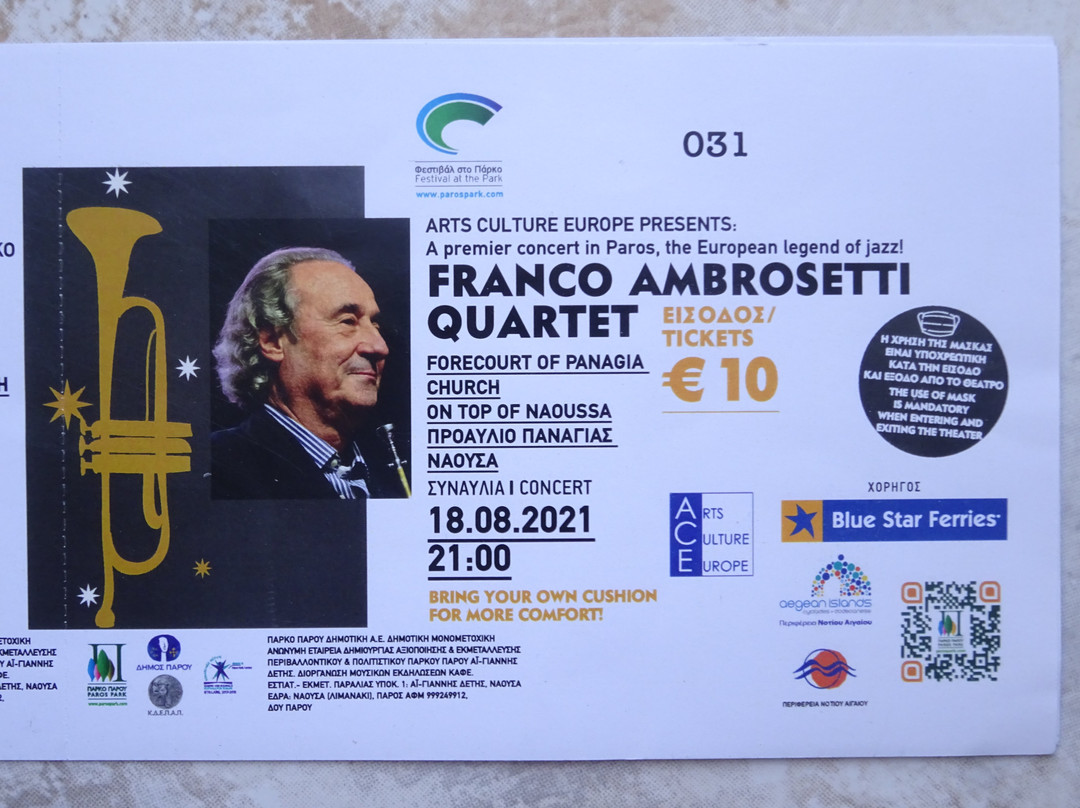 031
Φεστιβάλ στο Πάρκο
Festival at the Park
www.parospark.com
ARTS CULTURE EUROPE PRESENTS:
A premier concert in Paros, the European legend of jazz!
FRANCO AMBROSETTI
QUARTET
ΕΙΣΟΔΟΣ/
TICKETS
€ 10
FORECOURT OF PANAGIA
CHURCH
ON TOP OF NAOUSSA
ΠΡΟΑΥΛΙΟ ΠΑΝΑΓΙΑΣ
ΝΑΟΥΣΑ
ΣΥΝΑΥΛΙΑ Ι CONCERT
18.08.2021
21:00
BRING YOUR OWN CUSHION
FOR MORE COMFORT!
Η ΧΡΗΣΗ ΤΗΣ ΜΑΣΚΑΣ
ΕΙΝΑΙ ΥΠΟΧΡΕΩΤΙΚΗ
ΚΑΤΑ ΤΗΝ ΕΙΣΟΔΟ
ΚΑΙ ΕΞΟΔΟ ΑΠΟ ΤΟ ΘΕΑΤΡΟ
THE USE OF MASK
IS MANDATORY
WHEN ENTERING AND
EXITING THE THEATER
ARTS
CULTURE
EUROPE
ΧΟΡΗΓΟΣ
Blue Star Ferries
aegean islands
Περιφέρεια Νοτίου Αιγαίου
ΠΕΡΙΦΕΡΕΙΑ ΝΟΤΙΟΥ ΑΙΓΑΙΟΥ
ΠΑΡΚΟ ΠΑΡΟΥ
PAROS PARK
www.parospark.com
ΔΗΜΟΣ ΠΑΡΟΥ
Κ.Δ.Ε.Π.Α.Π.
ΠΑΡΚΟ ΠΑΡΟΥ ΔΗΜΟΤΙΚΗ Α.Ε. ΔΗΜΟΤΙΚΗ ΜΟΝΟΜΕΤΟΧΙΚΗ
ΑΝΩΝΥΜΗ ΕΤΑΙΡΕΙΑ ΔΗΜΙΟΥΡΓΙΑΣ ΑΞΙΟΠΟΙΗΣΗΣ & ΕΚΜΕΤΑΛΛΕΥΣΗΣ
ΠΕΡΙΒΑΛΛΟΝΤΙΚΟΥ & ΠΟΛΙΤΙΣΤΙΚΟΥ ΠΑΡΚΟΥ ΠΑΡΟΥ ΑΪ-ΓΙΑΝΝΗΣ
ΔΕΤΗΣ. ΔΙΟΡΓΑΝΩΣΗ ΜΟΥΣΙΚΩΝ ΕΚΔΗΛΩΣΕΩΝ ΚΑΦΕ.
ΕΣΤΙΑΤ.- ΕΚΜΕΤ. ΠΑΡΑΛΙΑΣ ΥΠΟΚ. 1: ΑΪ-ΓΙΑΝΝΗΣ ΔΕΤΗΣ, ΝΑΟΥΣΑ
ΕΔΡΑ: ΝΑΟΥΣΑ (ΛΙΜΑΝΑΚΙ), ΠΑΡΟΣ ΑΦΜ 999249912,
ΔΟΥ ΠΑΡΟΥ